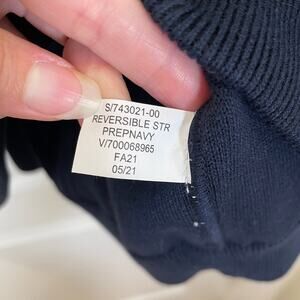 S/743021-00
REVERSIBLE STR
PREPNAVY
V/700068965
FA21
05/21